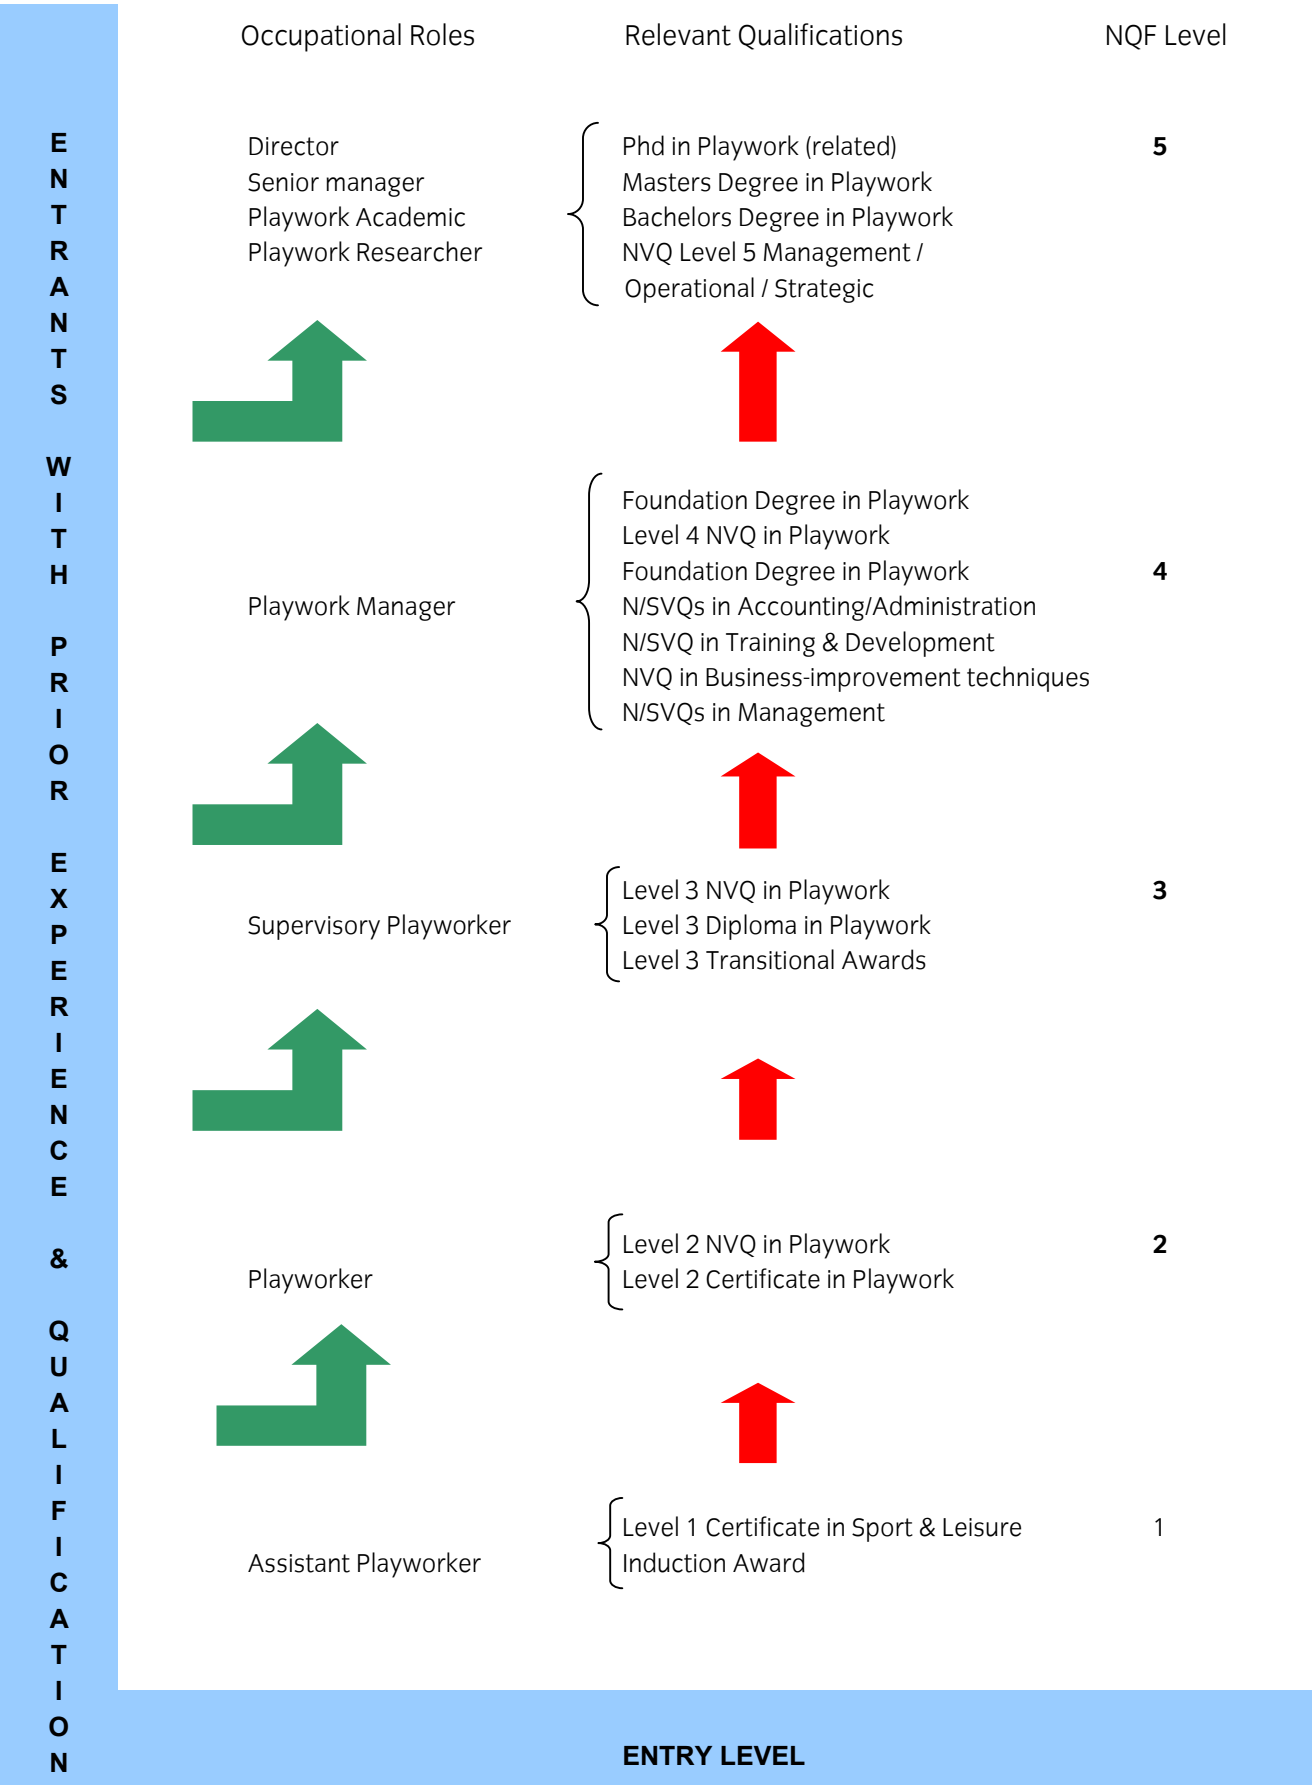 Occupational Roles Relevant Qualifications NQF Level
ENTRANTS WITH PRIOR EXPERIENCE & QUALIFICATION
Director Phd in Playwork (related) 5
Senior manager Masters Degree in Playwork
Playwork Academic Bachelors Degree in Playwork
Playwork Researcher NVQ Level 5 Management /
Operational / Strategic
Foundation Degree in Playwork
Level 4 NVQ in Playwork
Foundation Degree in Playwork 4
Playwork Manager N/SVQs in Accounting/Administration
N/SVQ in Training & Development
NVQ in Business-improvement techniques
N/SVQs in Management
Level 3 NVQ in Playwork 3
Supervisory Playworker Level 3 Diploma in Playwork
Level 3 Transitional Awards
Level 2 NVQ in Playwork 2
Playworker Level 2 Certificate in Playwork
Level 1 Certificate in Sport & Leisure 1
Assistant Playworker Induction Award
ENTRY LEVEL